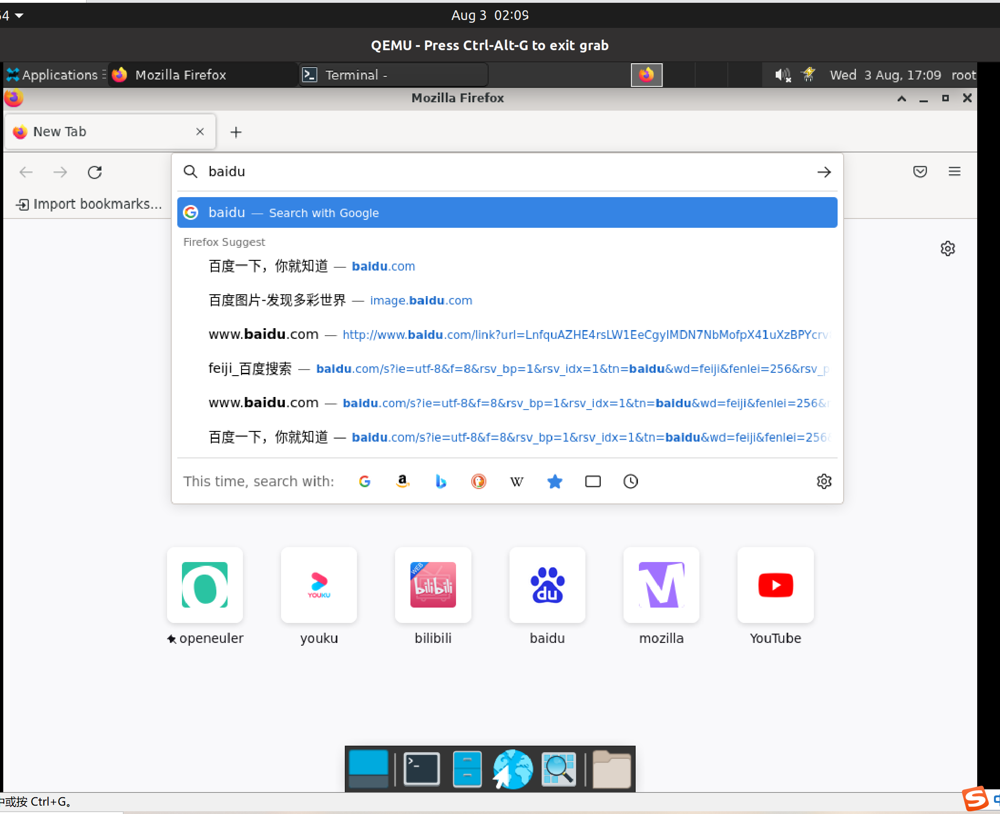 64
Aug 3 02:09
QEMU - Press Ctrl-Alt-G to exit grab
Applications Mozilla Firefox Terminal - Wed 3 Aug, 17:09 root
Mozilla Firefox
New Tab
baidu
Import bookmarks...
baidu — Search with Google
Firefox Suggest
百度一下，你就知道 — baidu.com
百度图片-发现多彩世界 — image.baidu.com
www.baidu.com — http://www.baidu.com/link?url=LnfquAZHE4rsLW1EeCgylMDN7NbMofpX41uXzBPYcrv
feiji_百度搜索 — baidu.com/s?ie=utf-8&f=8&rsv_bp=1&rsv_idx=1&tn=baidu&wd=feiji&fenlei=256&rsv_p
www.baidu.com — baidu.com/s?ie=utf-8&f=8&rsv_bp=1&rsv_idx=1&tn=baidu&wd=feiji&fenlei=256&r
百度一下，你就知道 — baidu.com/s?ie=utf-8&f=8&rsv_bp=1&rsv_idx=1&tn=baidu&wd=feiji&fenlei=256&
This time, search with:
WEB
YOUKU
bilibili
du
openeuler youku bilibili baidu mozilla YouTube
中或按 Ctrl+G。